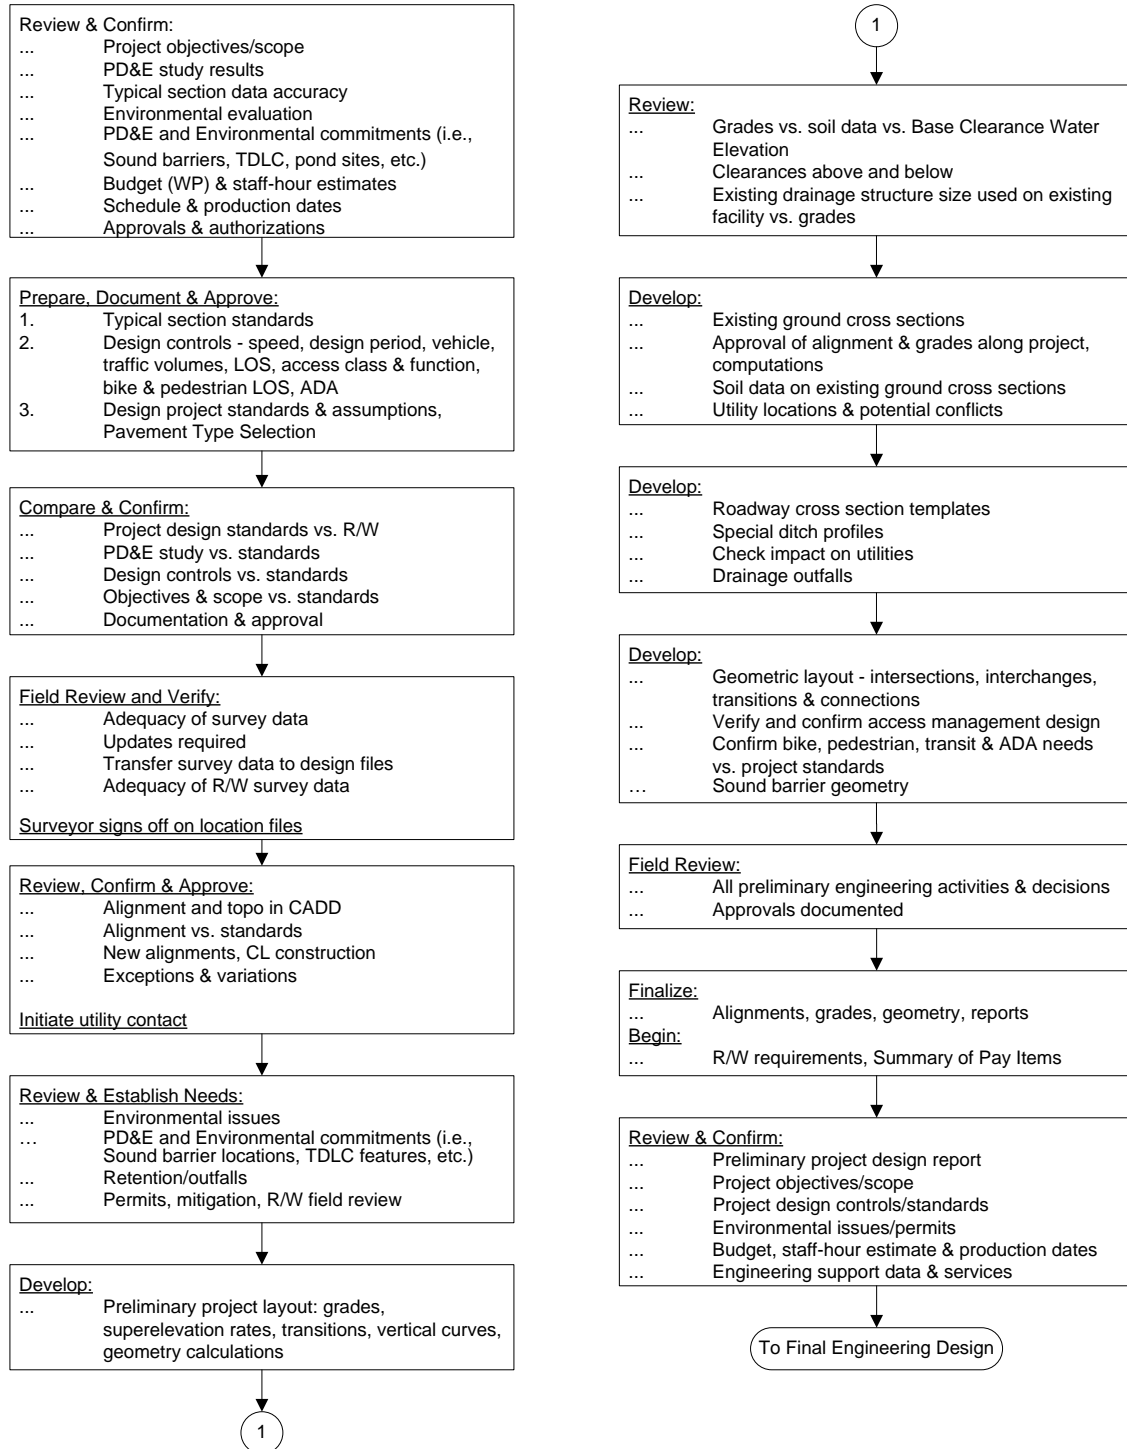 Review & Confirm:
... Project objectives/scope
... PD&E study results
... Typical section data accuracy
... Environmental evaluation
... PD&E and Environmental commitments (i.e.,
Sound barriers, TDLC, pond sites, etc.)
... Budget (WP) & staff-hour estimates
... Schedule & production dates
... Approvals & authorizations
Prepare, Document & Approve:
1. Typical section standards
2. Design controls - speed, design period, vehicle,
traffic volumes, LOS, access class & function,
bike & pedestrian LOS, ADA
3. Design project standards & assumptions,
Pavement Type Selection
Compare & Confirm:
... Project design standards vs. R/W
... PD&E study vs. standards
... Design controls vs. standards
... Objectives & scope vs. standards
... Documentation & approval
Field Review and Verify:
... Adequacy of survey data
... Updates required
... Transfer survey data to design files
... Adequacy of R/W survey data
Surveyor signs off on location files
Review, Confirm & Approve:
... Alignment and topo in CADD
... Alignment vs. standards
... New alignments, CL construction
... Exceptions & variations
Initiate utility contact
Review & Establish Needs:
... Environmental issues
… PD&E and Environmental commitments (i.e.,
Sound barrier locations, TDLC features, etc.)
... Retention/outfalls
... Permits, mitigation, R/W field review
Develop:
... Preliminary project layout: grades,
superelevation rates, transitions, vertical curves,
geometry calculations
1
1
Review:
... Grades vs. soil data vs. Base Clearance Water
Elevation
... Clearances above and below
... Existing drainage structure size used on existing
facility vs. grades
Develop:
... Existing ground cross sections
... Approval of alignment & grades along project,
computations
... Soil data on existing ground cross sections
... Utility locations & potential conflicts
Develop:
... Roadway cross section templates
... Special ditch profiles
... Check impact on utilities
... Drainage outfalls
Develop:
... Geometric layout - intersections, interchanges,
transitions & connections
... Verify and confirm access management design
... Confirm bike, pedestrian, transit & ADA needs
vs. project standards
… Sound barrier geometry
Field Review:
... All preliminary engineering activities & decisions
... Approvals documented
Finalize:
... Alignments, grades, geometry, reports
Begin:
... R/W requirements, Summary of Pay Items
Review & Confirm:
... Preliminary project design report
... Project objectives/scope
... Project design controls/standards
... Environmental issues/permits
... Budget, staff-hour estimate & production dates
... Engineering support data & services
To Final Engineering Design